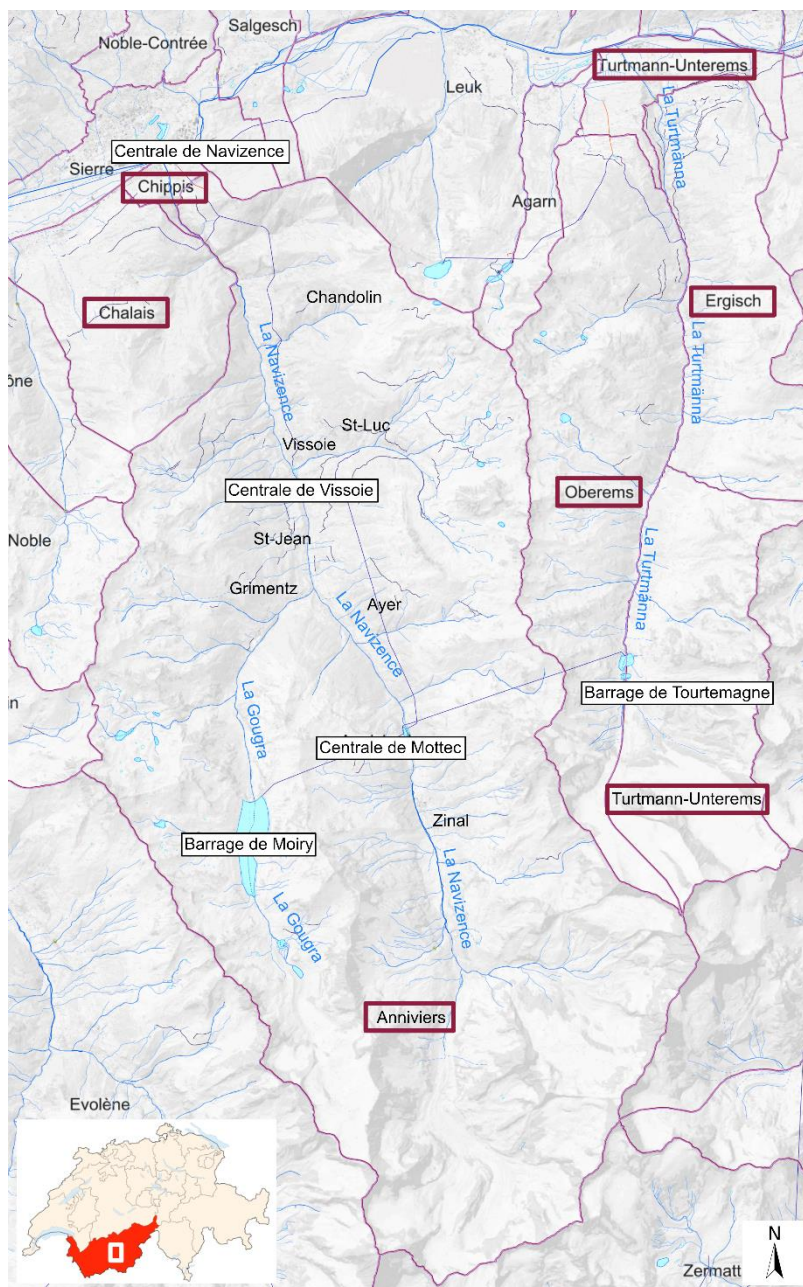 Salgesch
Noble-Contrée
Turtmann-Unterems
Leuk
La Turtmänna
Centrale de Navizence
Sierre
Chippis
Agarn
Chandolin
Ergisch
Chalais
La Navizence
ône
La Turtmänna
St-Luc
Vissoie
Centrale de Vissoie
Oberems
St-Jean
Noble
La Turtmänna
Grimentz
Ayer
La Navizence
La Gougra
Barrage de Tourtemagne
in
Centrale de Mottec
Turtmann-Unterems
Zinal
Barrage de Moiry
La Navizence
La Gougra
Anniviers
Evolène
N
Zermatt